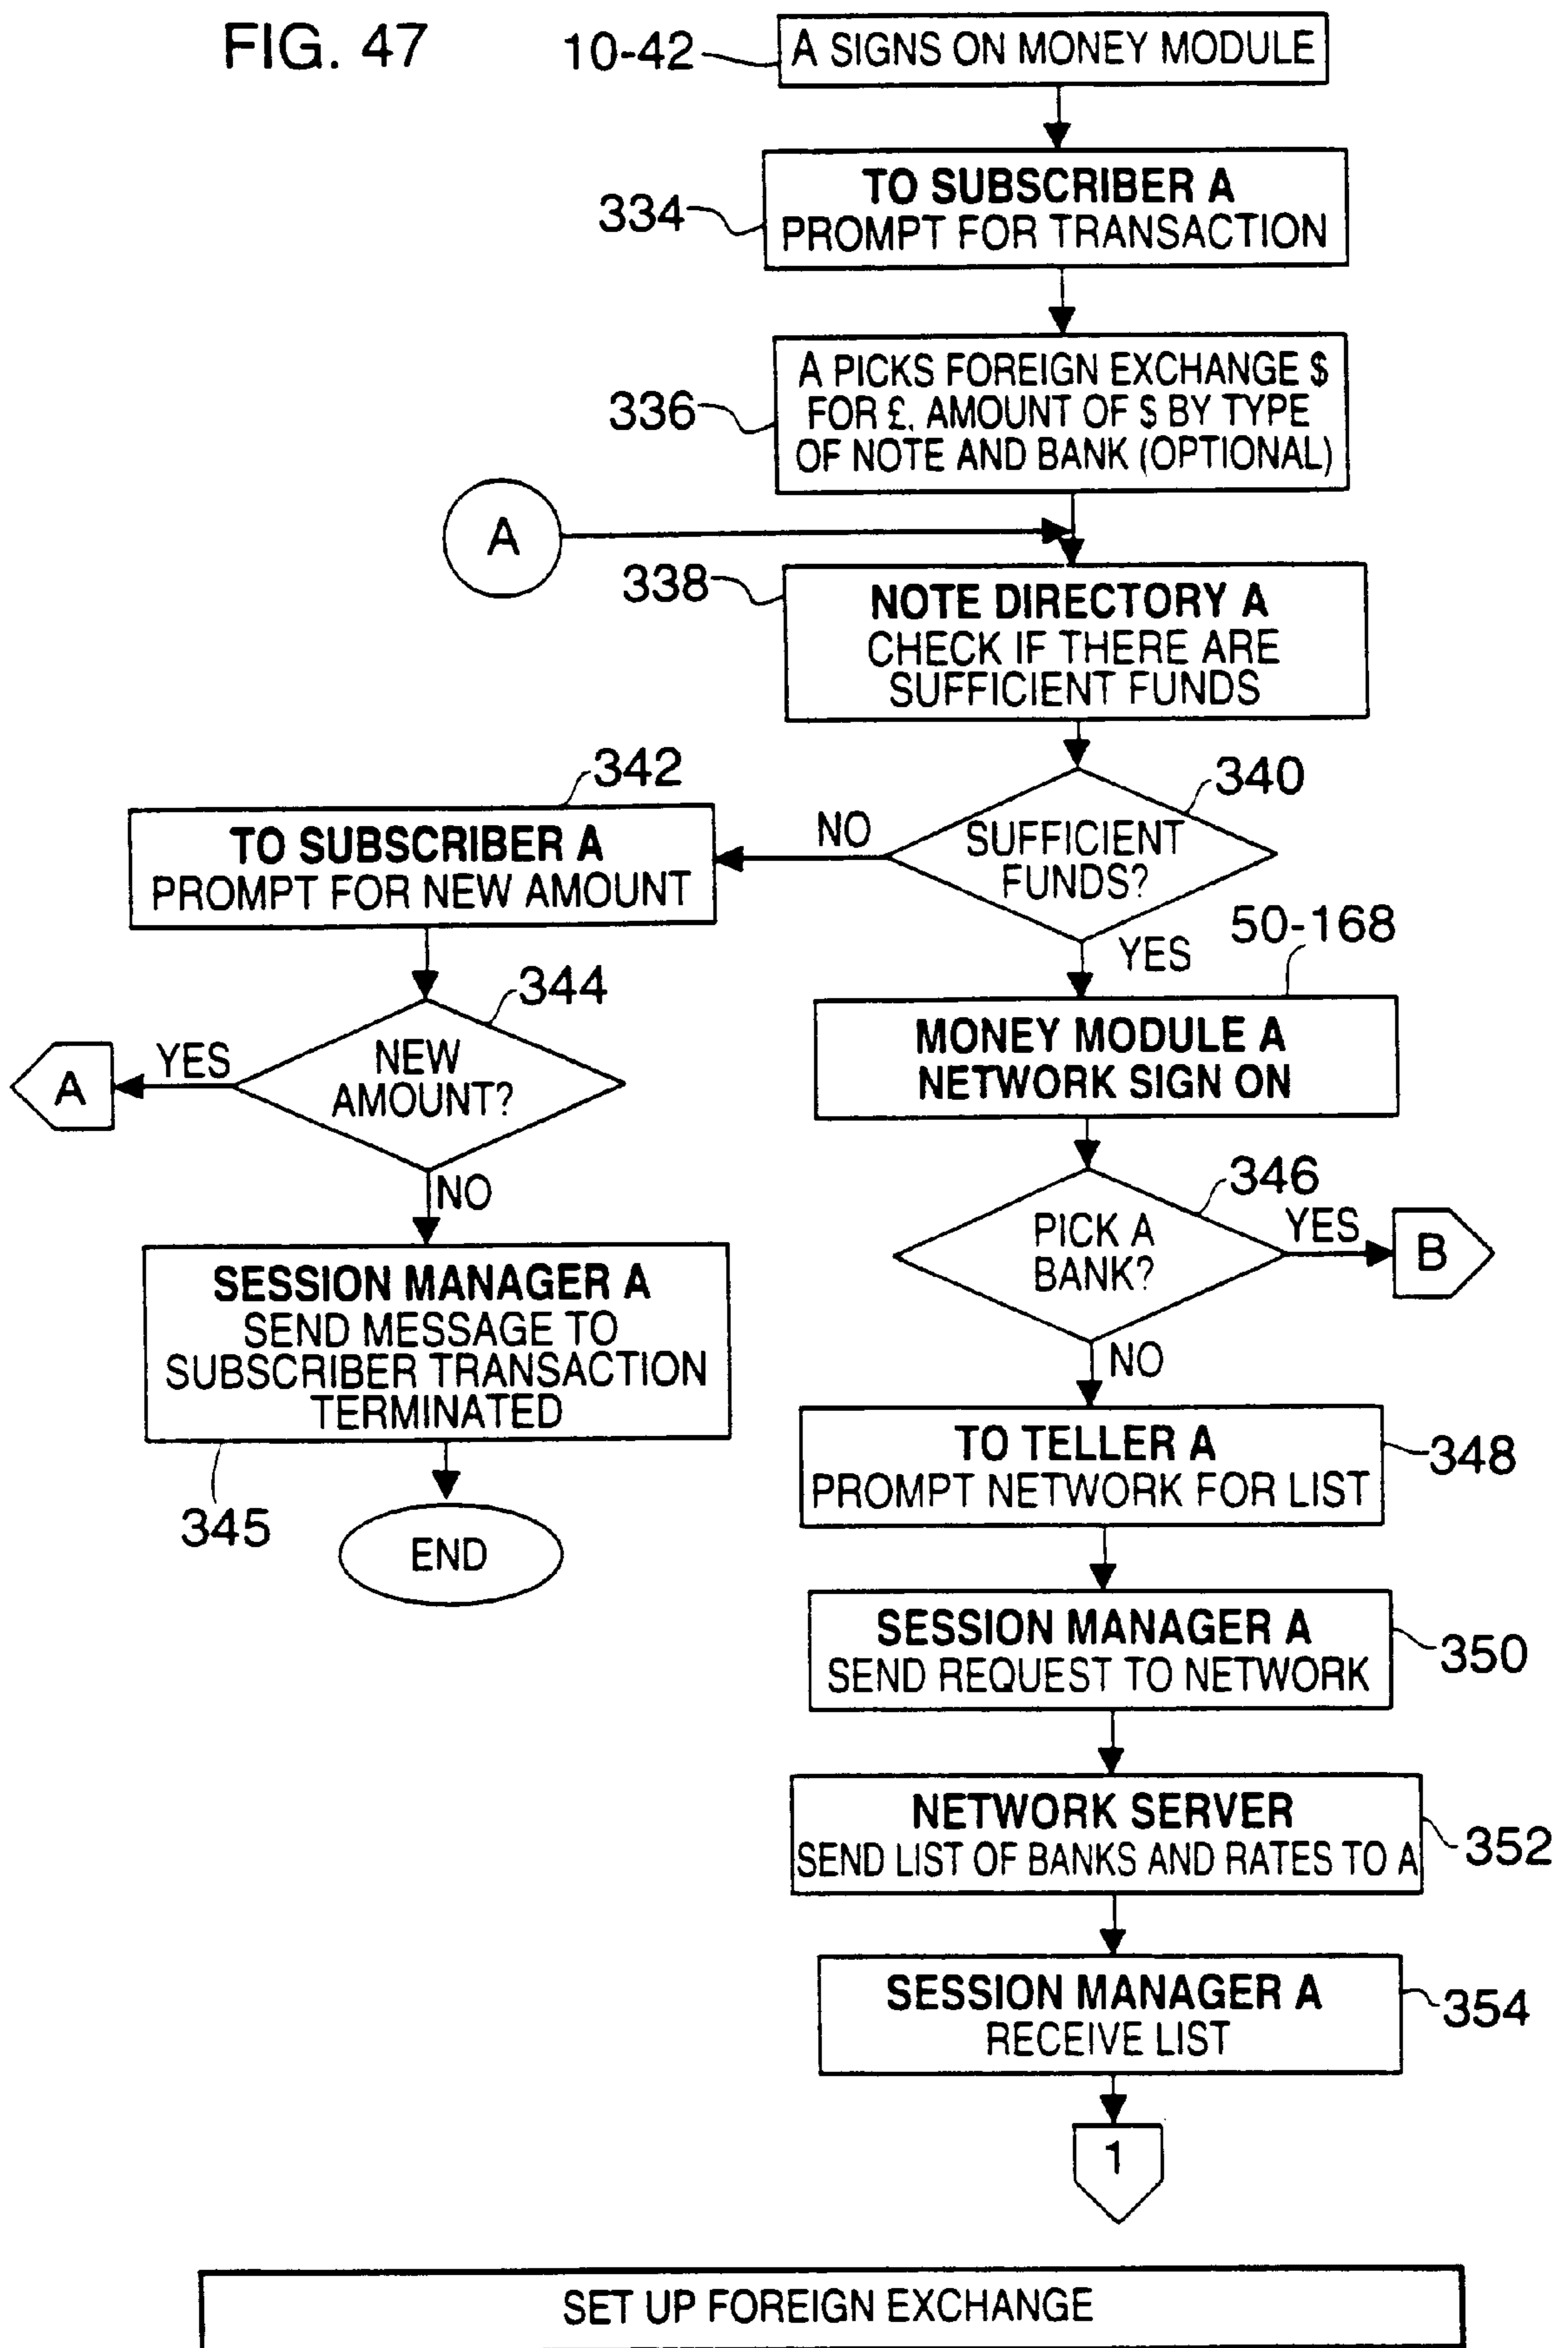 FIG. 47
10-42
A SIGNS ON MONEY MODULE
334
TO SUBSCRIBER A
PROMPT FOR TRANSACTION
336
A PICKS FOREIGN EXCHANGE $
FOR £. AMOUNT OF $ BY TYPE
OF NOTE AND BANK (OPTIONAL)
A
338
NOTE DIRECTORY A
CHECK IF THERE ARE
SUFFICIENT FUNDS
340
SUFFICIENT
FUNDS?
NO
YES
342
TO SUBSCRIBER A
PROMPT FOR NEW AMOUNT
344
NEW
AMOUNT?
YES
A
NO
SESSION MANAGER A
SEND MESSAGE TO
SUBSCRIBER TRANSACTION
TERMINATED
345
END
50-168
MONEY MODULE A
NETWORK SIGN ON
346
PICK A
BANK?
YES
B
NO
TO TELLER A
PROMPT NETWORK FOR LIST
348
SESSION MANAGER A
SEND REQUEST TO NETWORK
350
NETWORK SERVER
SEND LIST OF BANKS AND RATES TO A
352
SESSION MANAGER A
RECEIVE LIST
354
1
SET UP FOREIGN EXCHANGE